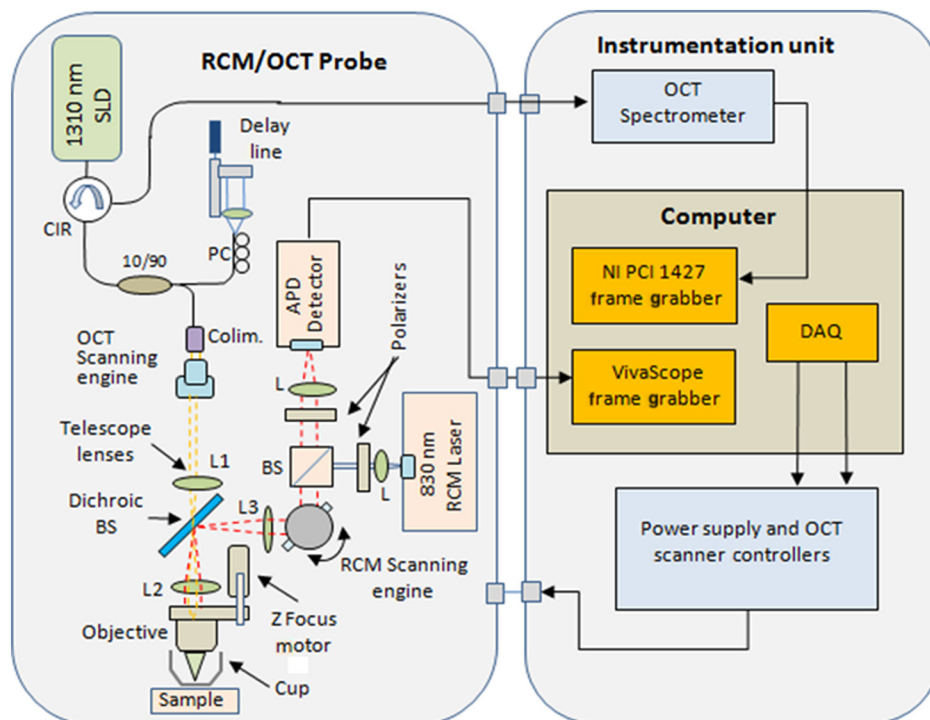 RCM/OCT Probe
1310 nm
SLD
Delay
line
CIR
PC
10/90
APD
Detector
Polarizers
OCT
Scanning
engine
Colim.
L
Telescope
lenses
L1
BS
L
830 nm
RCM Laser
Dichroic
BS
L3
RCM Scanning
engine
L2
Z Focus
motor
Objective
Cup
Sample
Instrumentation unit
OCT
Spectrometer
Computer
NI PCI 1427
frame grabber
DAQ
VivaScope
frame grabber
Power supply and OCT
scanner controllers